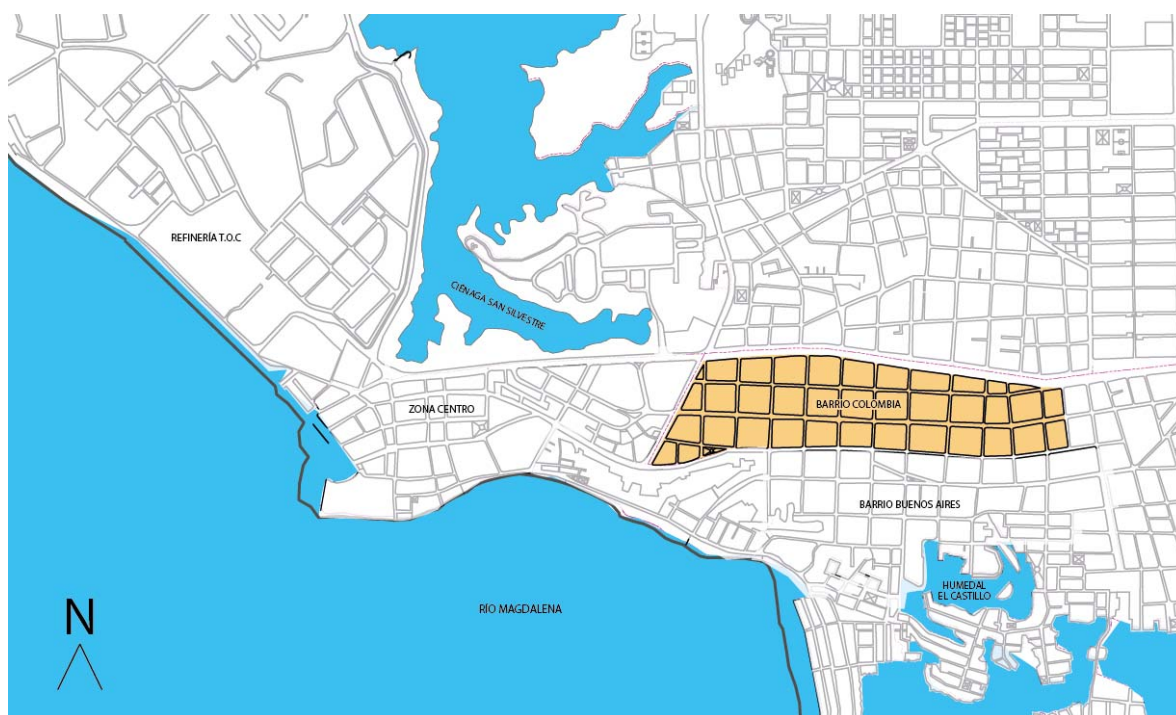 REFINERÍA T.O.C
CIÉNAGA SAN SILVESTRE
ZONA CENTRO
BARRIO COLOMBIA
BARRIO BUENOS AIRES
HUMEDAL
EL CASTILLO
RÍO MAGDALENA
N